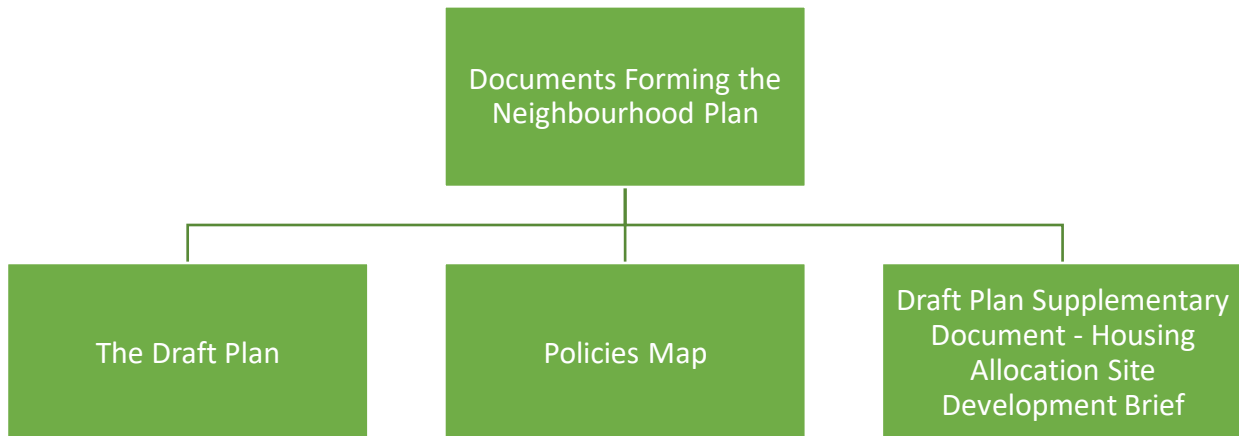 Documents Forming the
Neighbourhood Plan
The Draft Plan
Policies Map
Draft Plan Supplementary
Document - Housing
Allocation Site
Development Brief